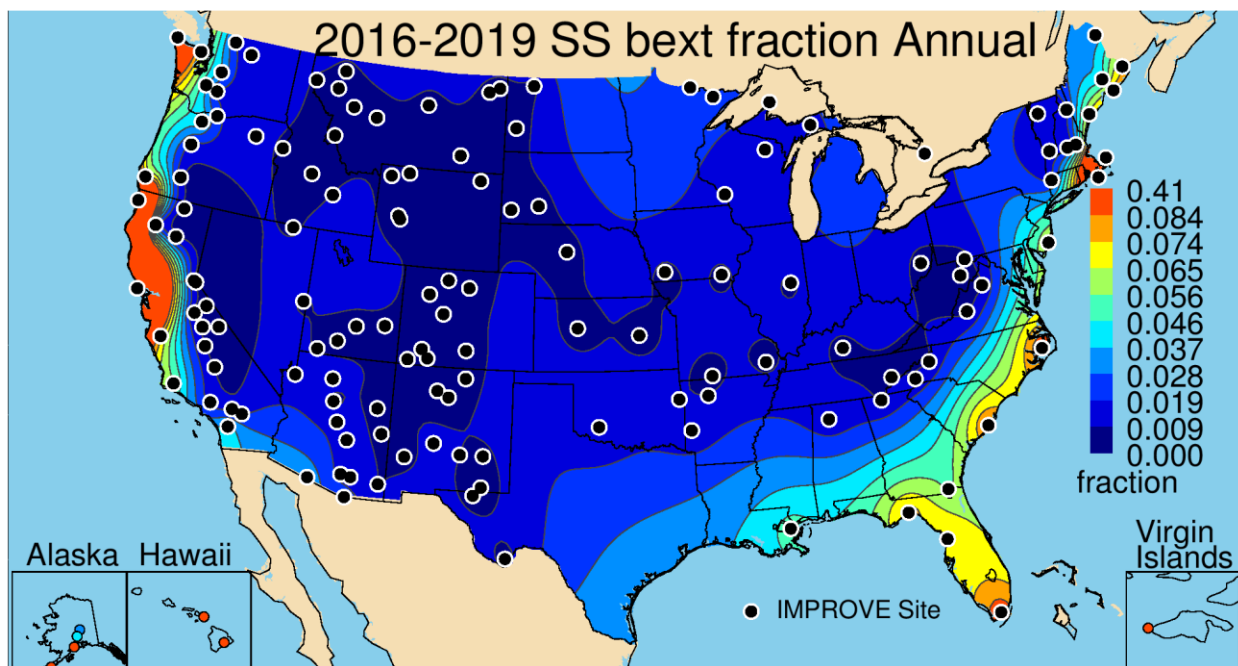 2016-2019 SS bext fraction Annual
0.41
0.084
0.074
0.065
0.056
0.046
0.037
0.028
0.019
0.009
0.000
fraction
Alaska
Hawaii
Virgin
Islands
IMPROVE Site